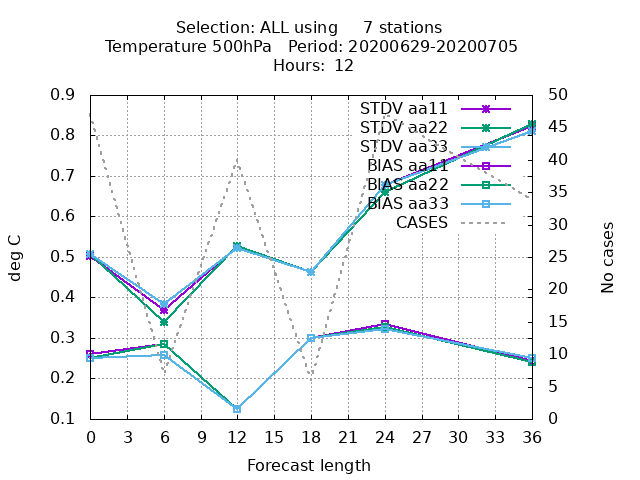 Selection: ALL using 7 stations
Temperature 500hPa Period: 20200629-20200705
Hours: 12
STDV aa11
STDV aa22
STDV aa33
BIAS aa11
BIAS aa22
BIAS aa33
CASES
deg C
0.9
0.8
0.7
0.6
0.5
0.4
0.3
0.2
0.1
No cases
50
45
40
35
30
25
20
15
10
5
0
0 3 6 9 12 15 18 21 24 27 30 33 36
Forecast length